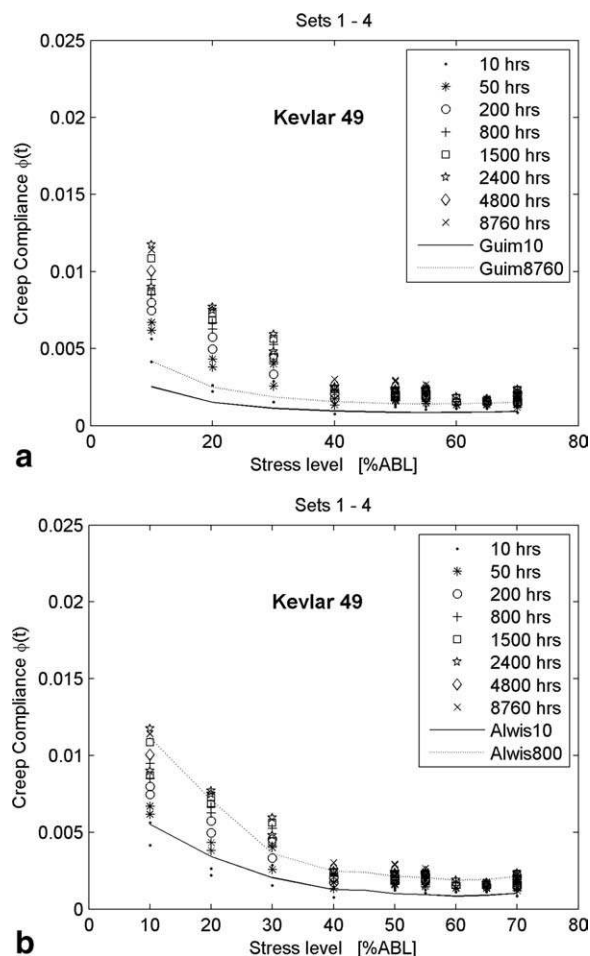 Sets 1 - 4
0.025
0.02
0.015
0.01
0.005
0
Creep Compliance ϕ(t)
Kevlar 49
10 hrs
50 hrs
200 hrs
800 hrs
1500 hrs
2400 hrs
4800 hrs
8760 hrs
Guim10
Guim8760
0 10 20 30 40 50 60 70 80
Stress level [%ABL]
a
Sets 1 - 4
0.025
0.02
0.015
0.01
0.005
0
Creep Compliance ϕ(t)
Kevlar 49
10 hrs
50 hrs
200 hrs
800 hrs
1500 hrs
2400 hrs
4800 hrs
8760 hrs
Alwis10
Alwis800
0 10 20 30 40 50 60 70 80
Stress level [%ABL]
b